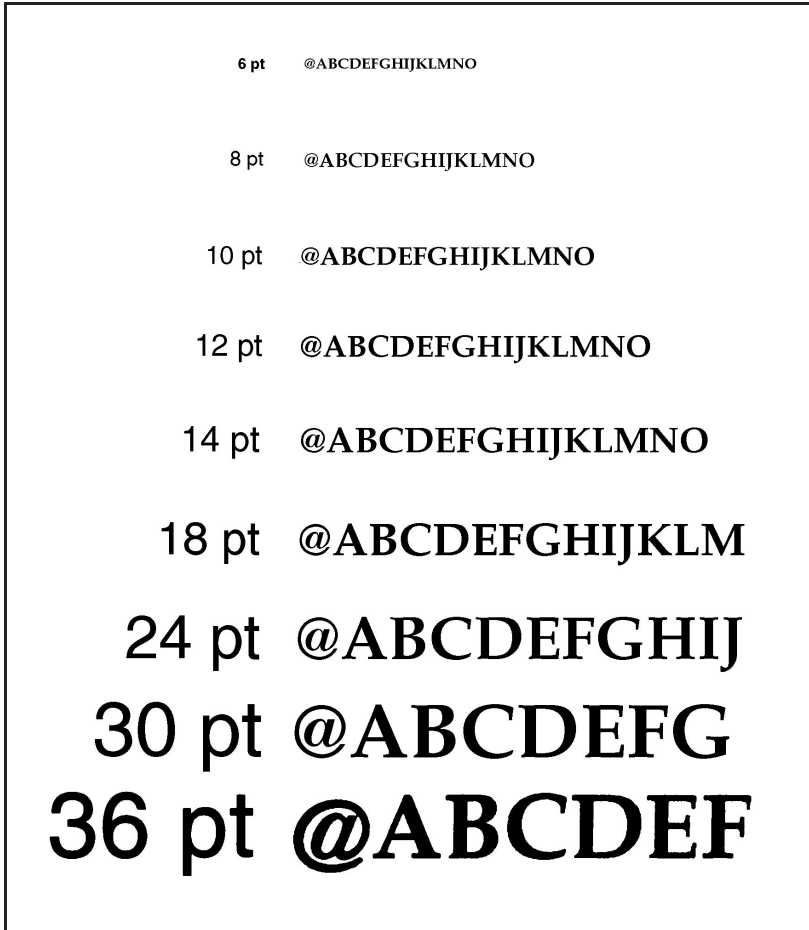 6 pt @ABCDEFGHIJKLMNO
8 pt @ABCDEFGHIJKLMNO
10 pt @ABCDEFGHIJKLMNO
12 pt @ABCDEFGHIJKLMNO
14 pt @ABCDEFGHIJKLMNO
18 pt @ABCDEFGHIJKLM
24 pt @ABCDEFGHIJ
30 pt @ABCDEFG
36 pt @ABCDEF